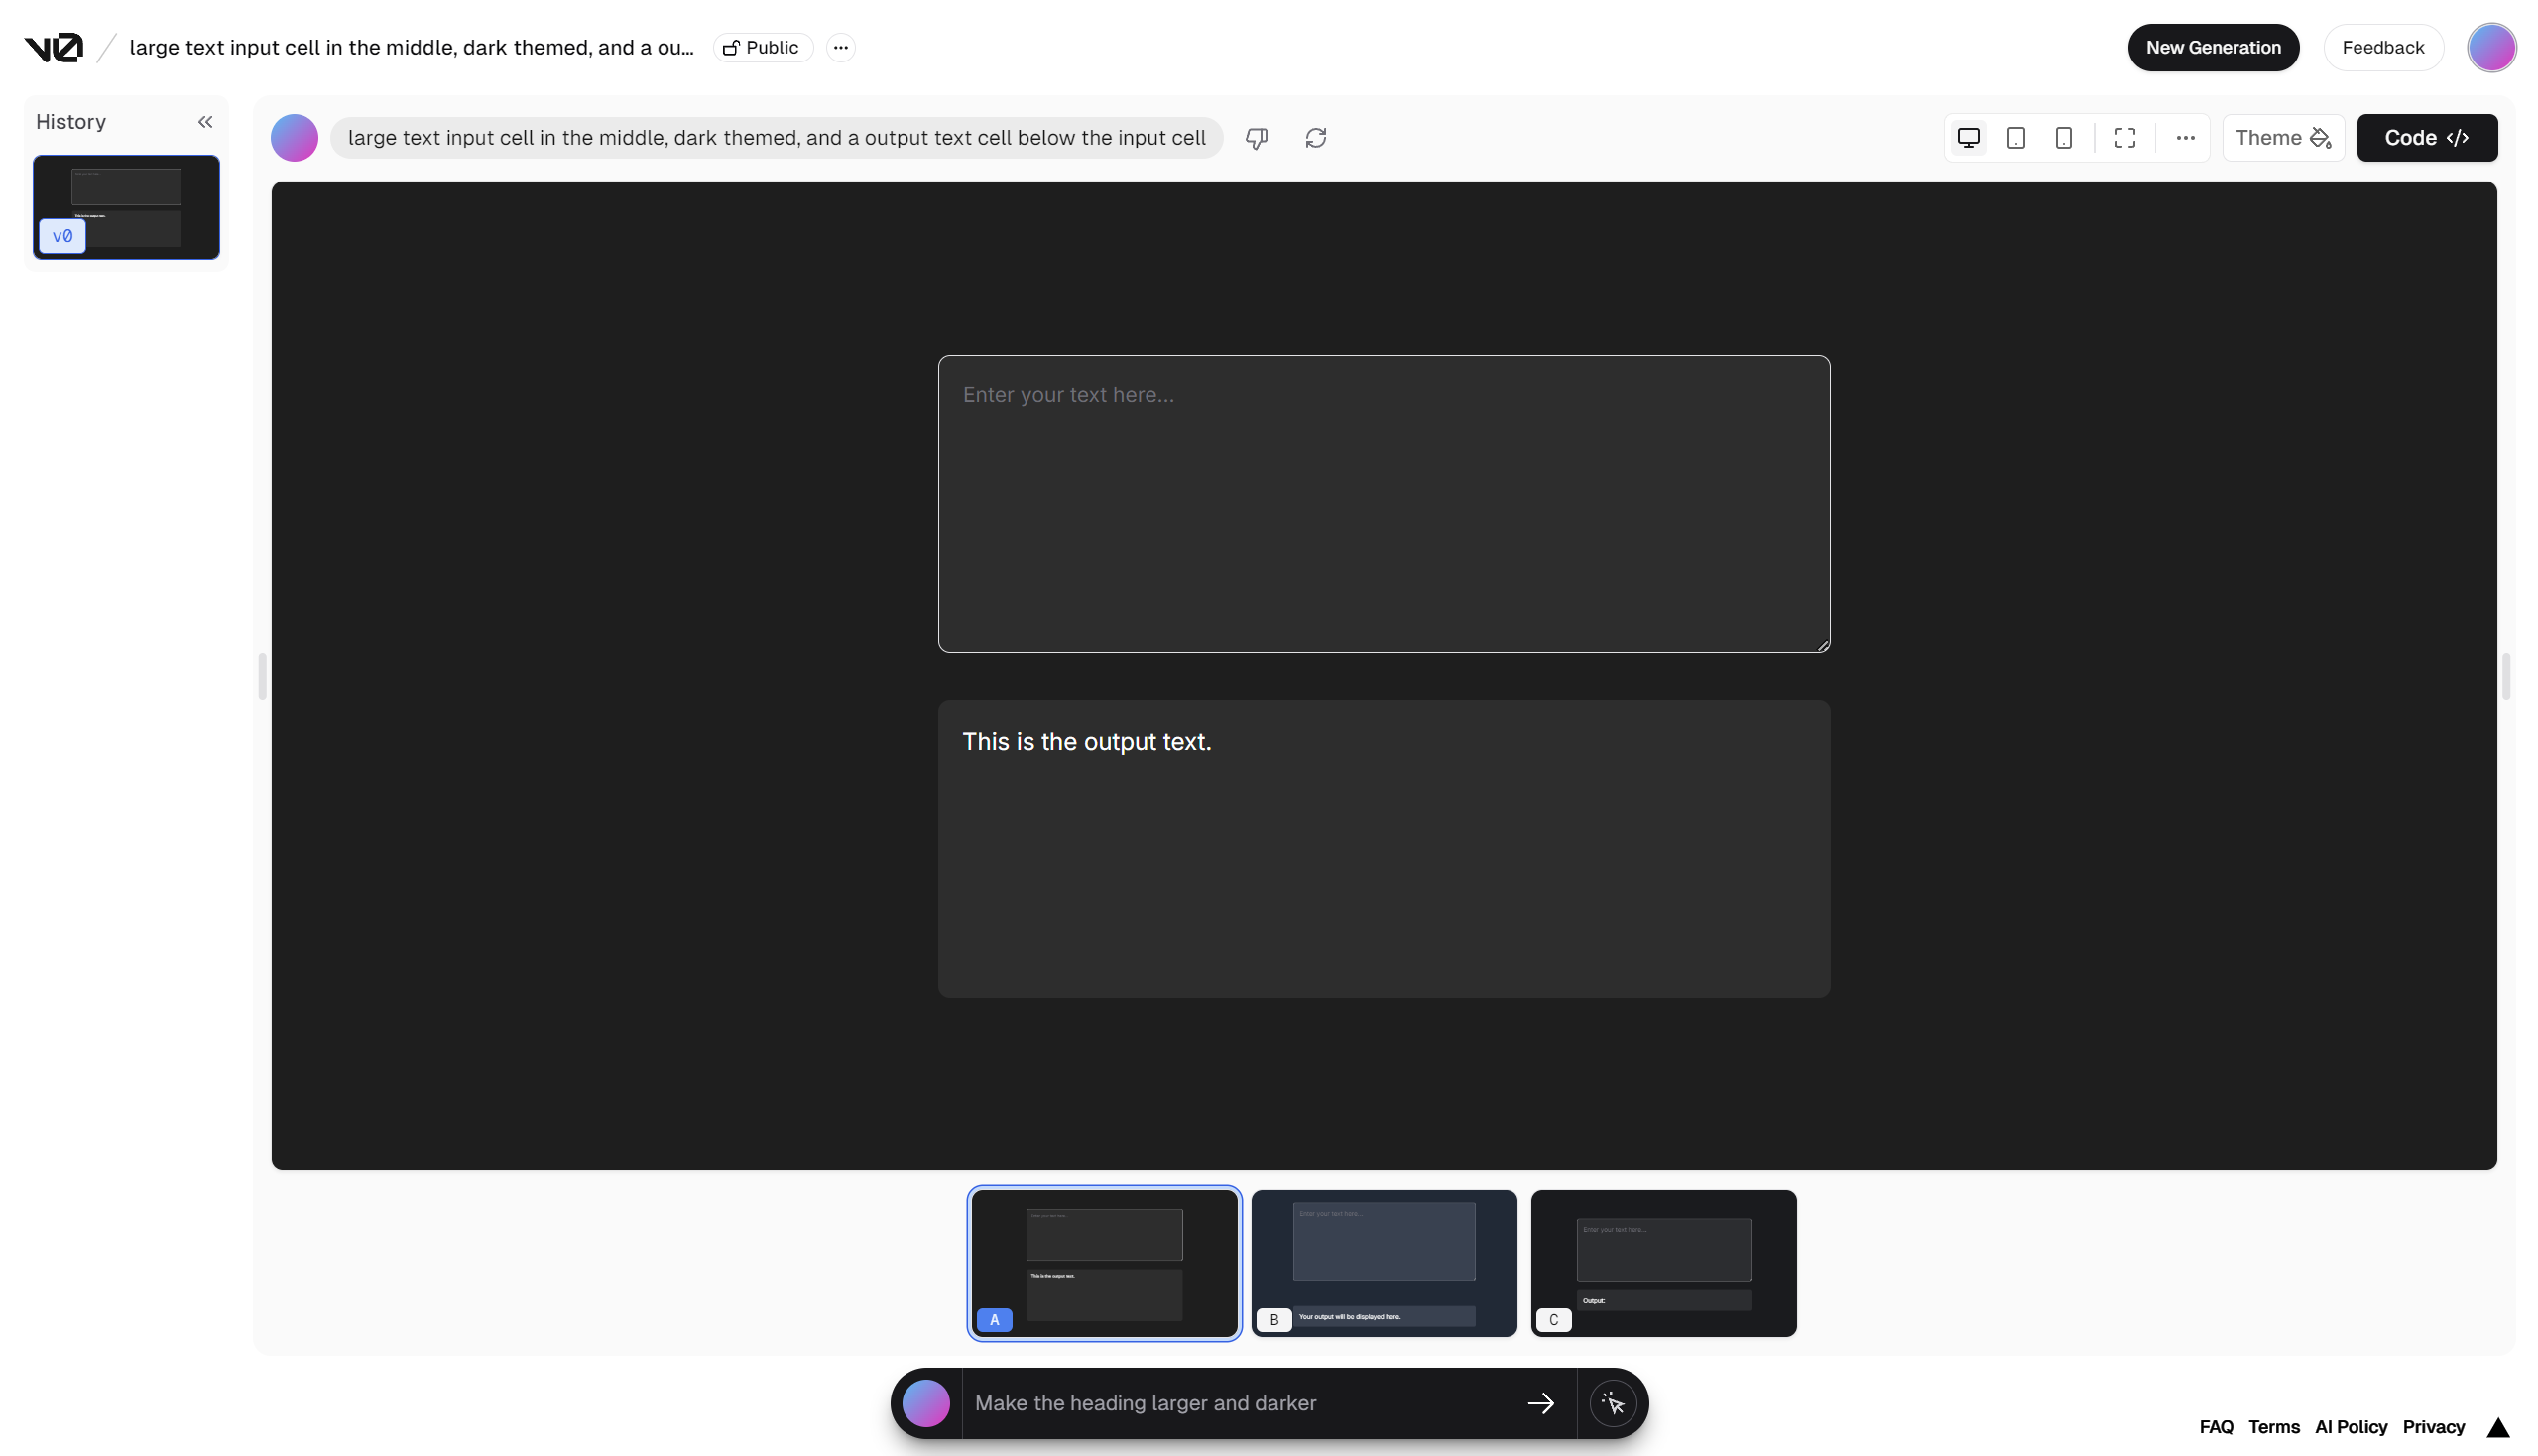 v0
large text input cell in the middle, dark themed, and a ou...
Public
New Generation
Feedback
History
v0
large text input cell in the middle, dark themed, and a output text cell below the input cell
Theme
Code
Enter your text here...
This is the output text.
This is the output text.
A
Enter your text here...
Your output will be displayed here.
B
Enter your text here...
Output:
C
Make the heading larger and darker
FAQ Terms AI Policy Privacy